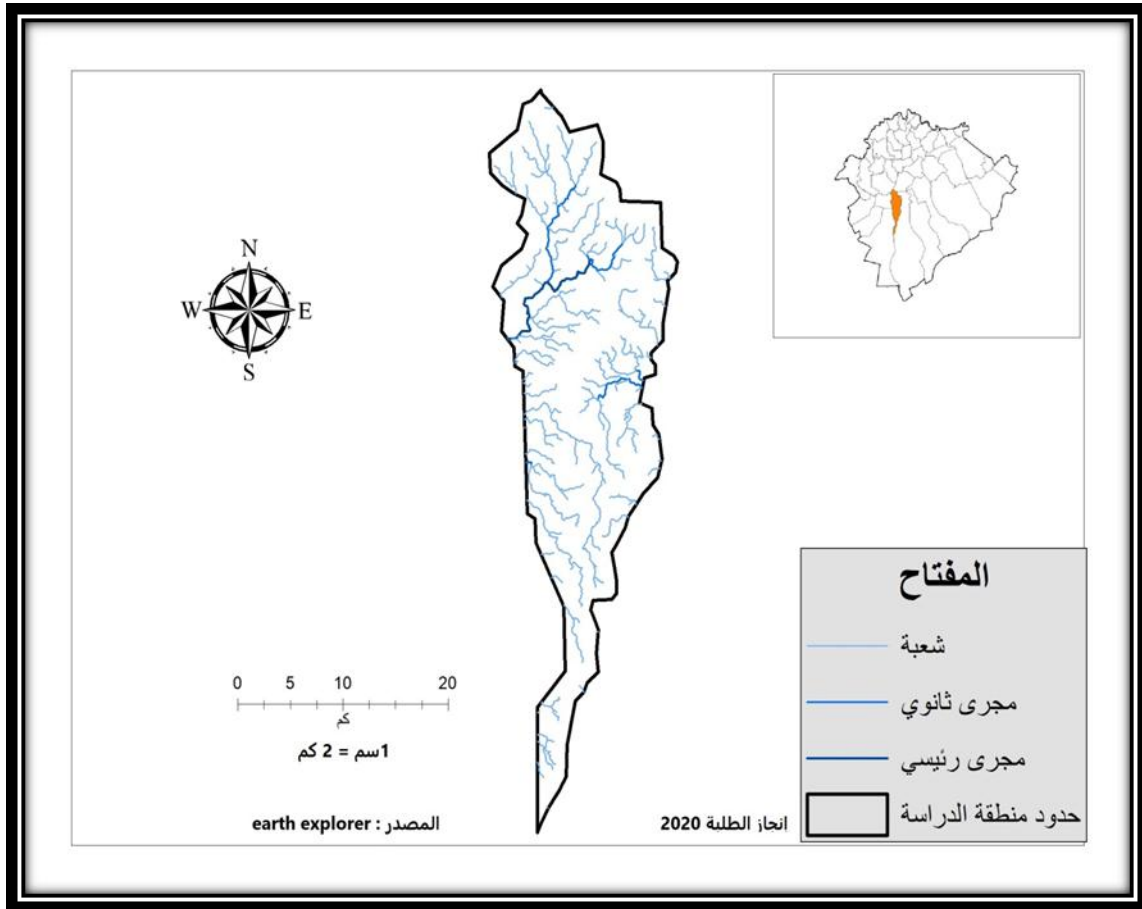 N
W E
S
0 5 10 20
كم
1سم = 2 كم
المصدر : earth explorer
إنجاز الطلبة 2020
المفتاح
شعبة
مجرى ثانوي
مجرى رئيسي
حدود منطقة الدراسة